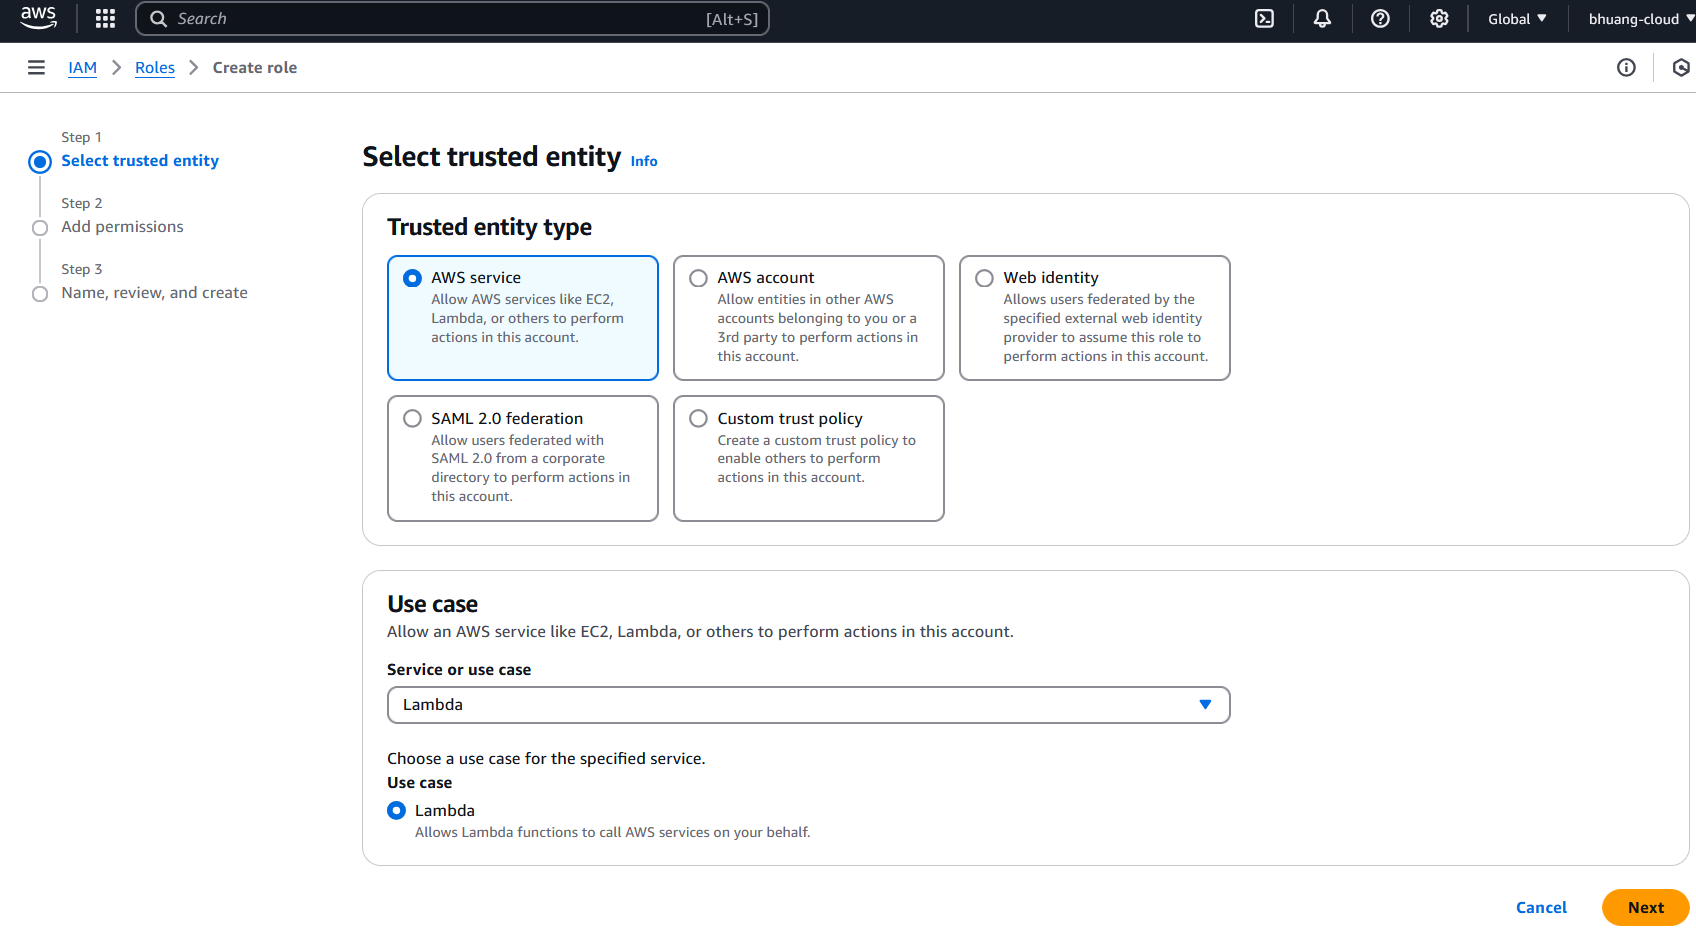 aws
Search [Alt+S]
Global bhuang-cloud
IAM Roles Create role
Step 1
Select trusted entity
Step 2
Add permissions
Step 3
Name, review, and create
Select trusted entity Info
Trusted entity type
AWS service
Allow AWS services like EC2,
Lambda, or others to perform
actions in this account.
AWS account
Allow entities in other AWS
accounts belonging to you or a
3rd party to perform actions in
this account.
Web identity
Allows users federated by the
specified external web identity
provider to assume this role to
perform actions in this account.
SAML 2.0 federation
Allow users federated with
SAML 2.0 from a corporate
directory to perform actions in
this account.
Custom trust policy
Create a custom trust policy to
enable others to perform
actions in this account.
Use case
Allow an AWS service like EC2, Lambda, or others to perform actions in this account.
Service or use case
Lambda
Choose a use case for the specified service.
Use case
Lambda
Allows Lambda functions to call AWS services on your behalf.
Cancel Next